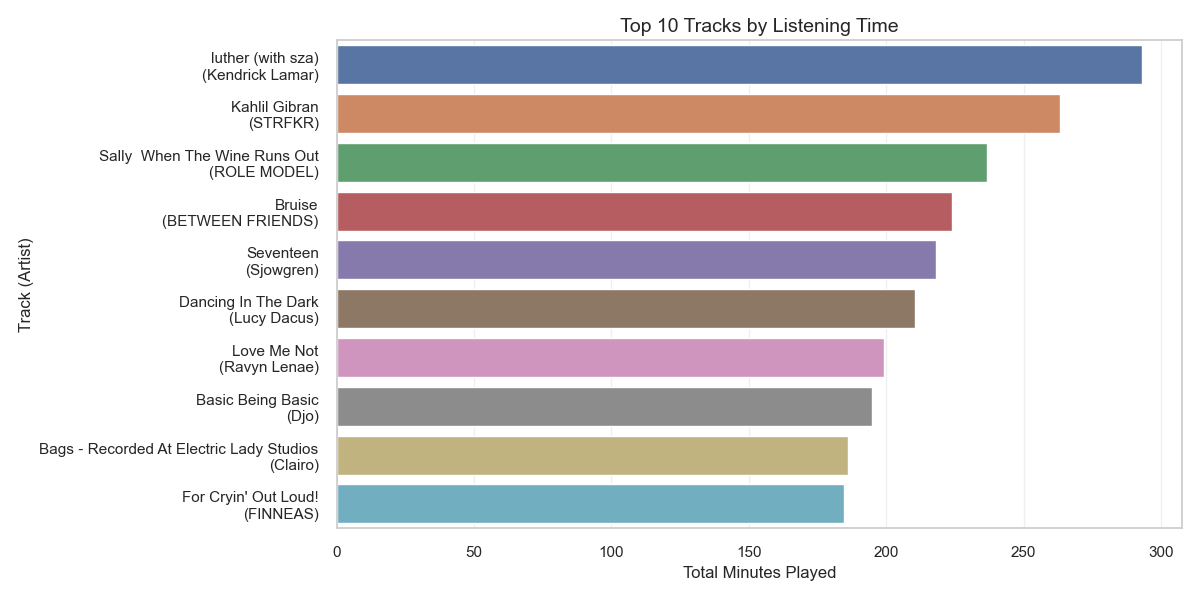 Top 10 Tracks by Listening Time
luther (with sza)
(Kendrick Lamar)
Kahlil Gibran
(STRFKR)
Sally  When The Wine Runs Out
(ROLE MODEL)
Bruise
(BETWEEN FRIENDS)
Seventeen
(Sjowgren)
Dancing In The Dark
(Lucy Dacus)
Love Me Not
(Ravyn Lenae)
Basic Being Basic
(Djo)
Bags - Recorded At Electric Lady Studios
(Clairo)
For Cryin' Out Loud!
(FINNEAS)
Track (Artist)
0 50 100 150 200 250 300
Total Minutes Played